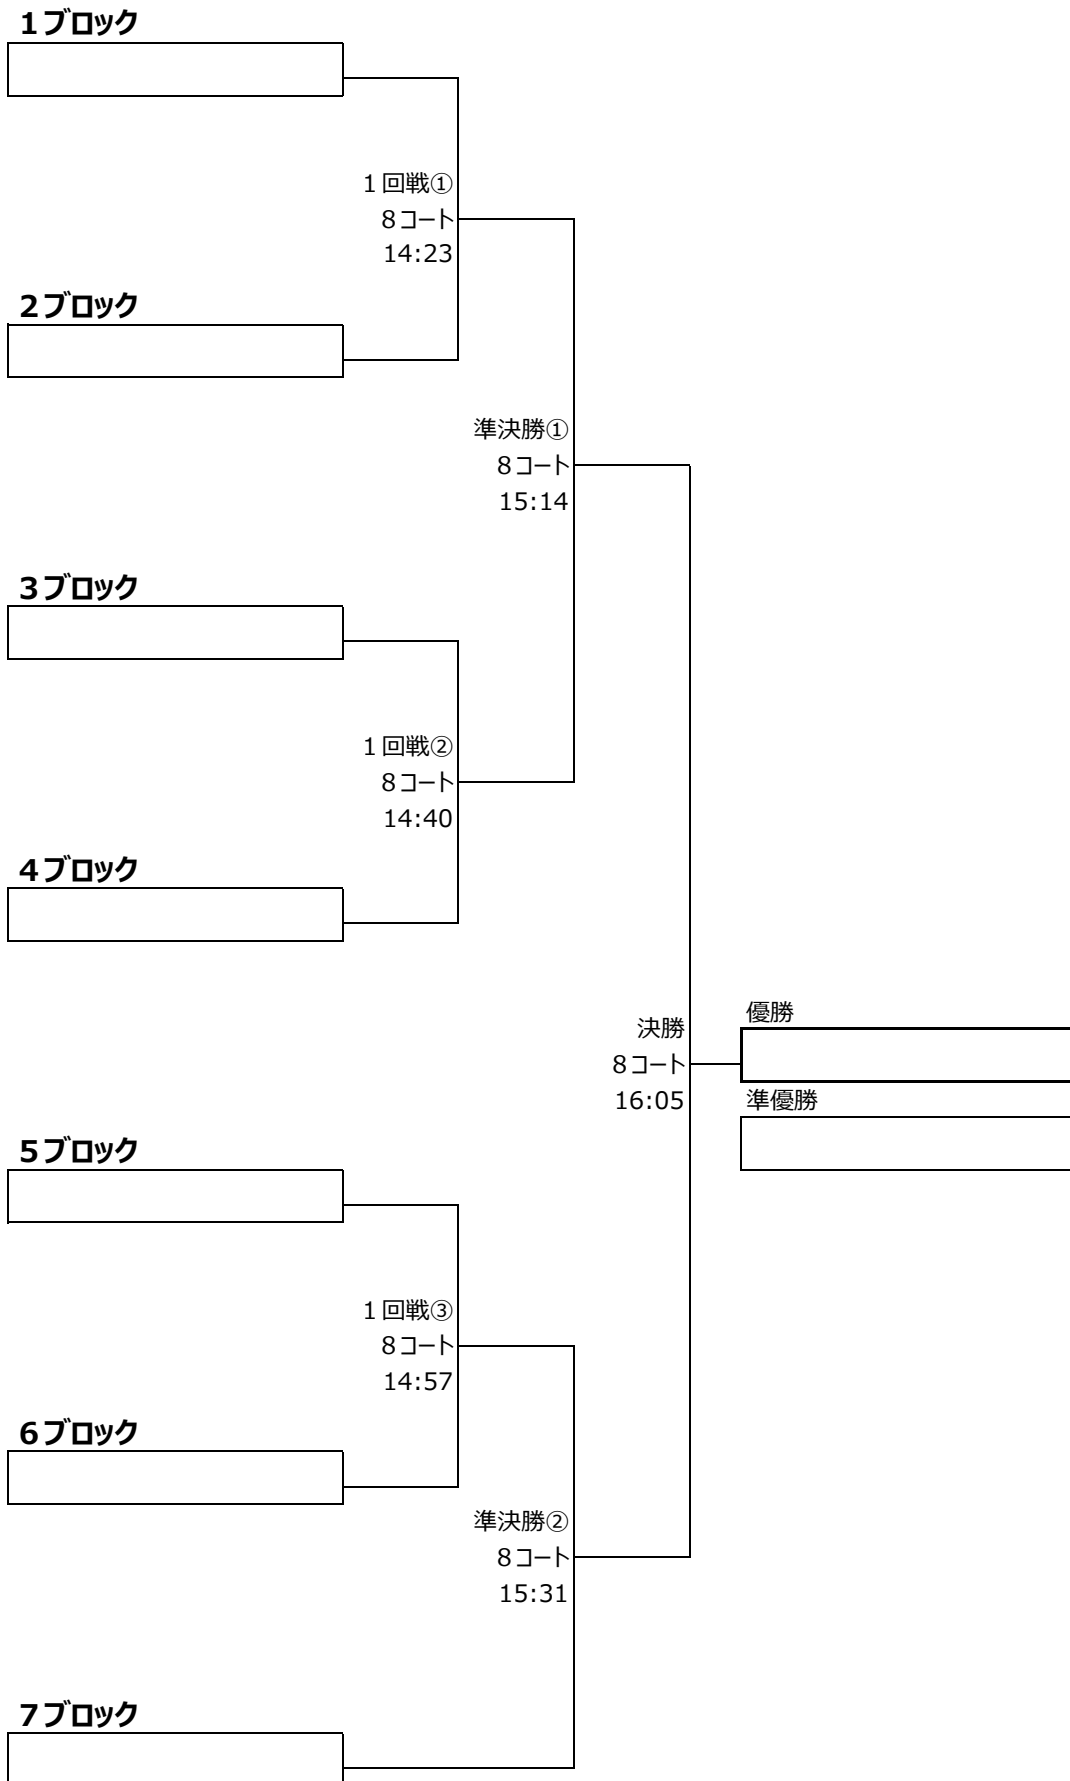 １ブロック
１回戦①
８コート
14:23
２ブロック
準決勝①
８コート
15:14
３ブロック
１回戦②
８コート
14:40
４ブロック
優勝
決勝
８コート
16:05
準優勝
５ブロック
１回戦③
８コート
14:57
６ブロック
準決勝②
８コート
15:31
７ブロック